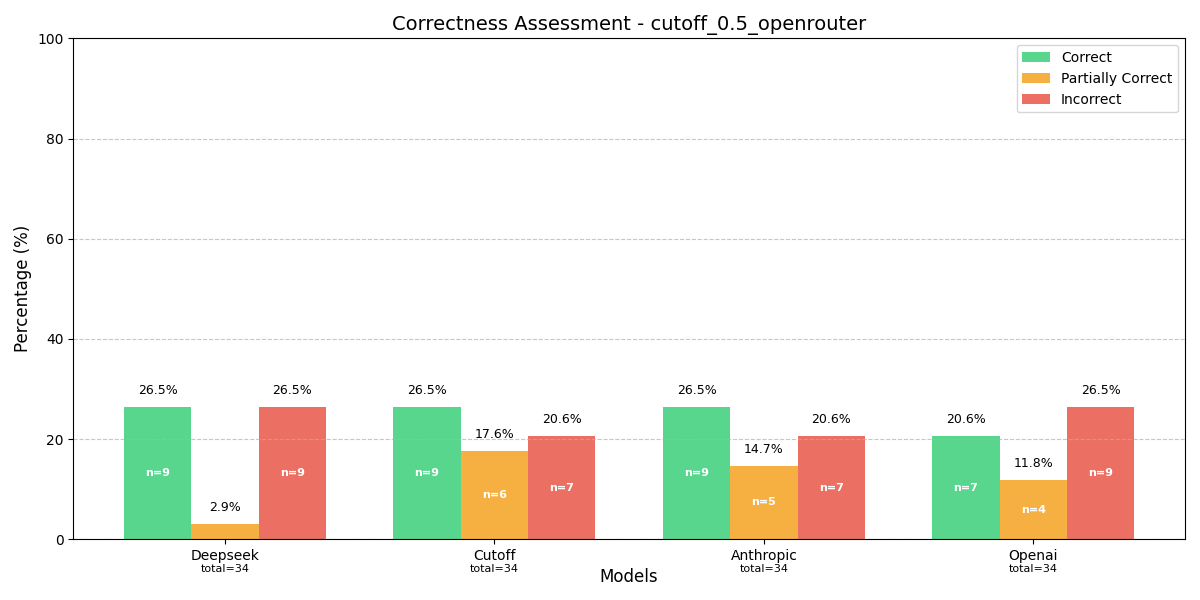 Correctness Assessment - cutoff_0.5_openrouter
Percentage (%)
100
80
60
40
20
0
Correct
Partially Correct
Incorrect
26.5%
2.9%
26.5%
26.5%
17.6%
20.6%
26.5%
14.7%
20.6%
20.6%
11.8%
26.5%
n=9
n=9
n=9
n=6
n=7
n=9
n=5
n=7
n=7
n=4
n=9
Deepseek
total=34
Cutoff
total=34
Anthropic
total=34
Openai
total=34
Models